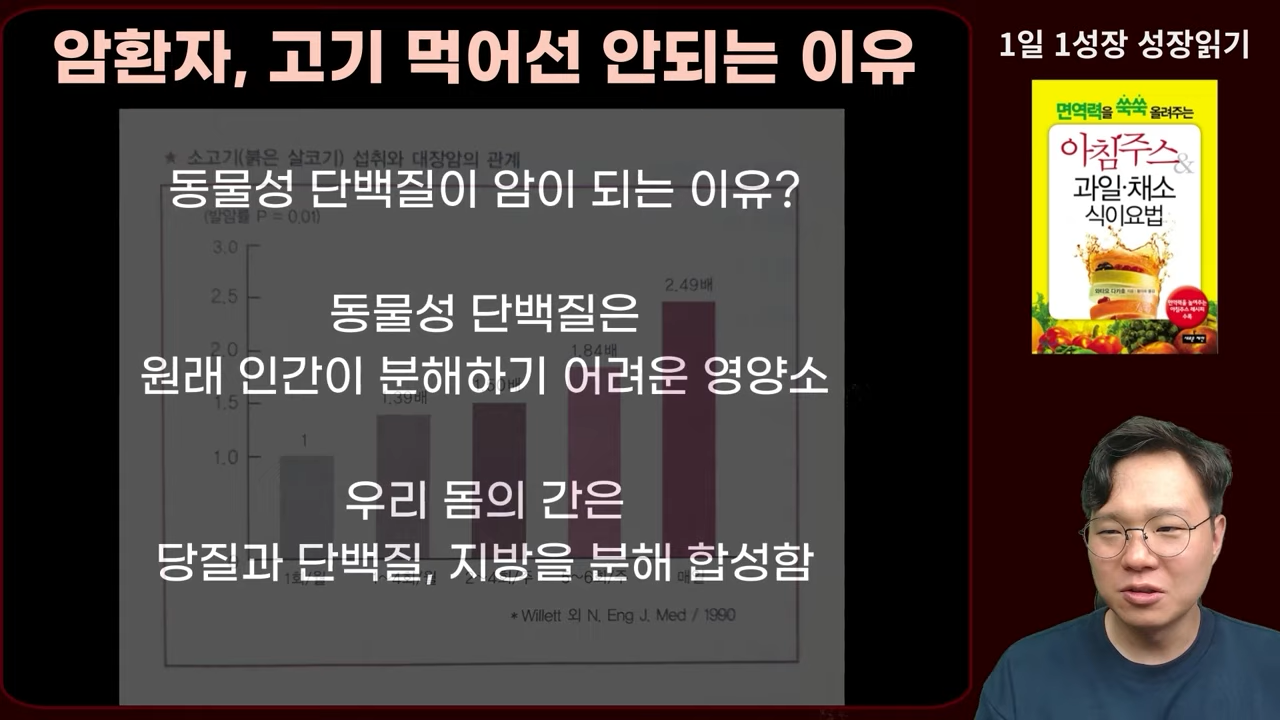 암환자, 고기 먹어선 안되는 이유
1일 1성장 성장읽기
면역력을 쑥쑥 올려주는
아침주스&
과일·채소
식이요법
★ 소고기(붉은 살코기) 섭취와 대장암의 관계
동물성 단백질이 암이 되는 이유?
(발암률 P = 0.01)
3.0
2.5
2.0
1.5
1.0
1
1.39배
1.84배
2.49배
동물성 단백질은
원래 인간이 분해하기 어려운 영양소
우리 몸의 간은
당질과 단백질, 지방을 분해 합성함
* Willett 외 N. Eng J. Med / 1990